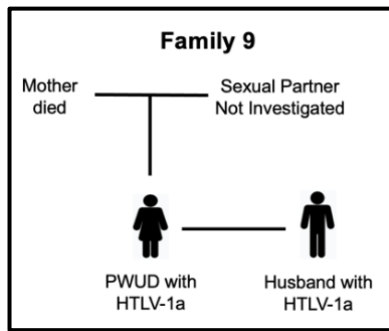 Family 9
Mother
died
Sexual Partner
Not Investigated
PWUD with
HTLV-1a
Husband with
HTLV-1a